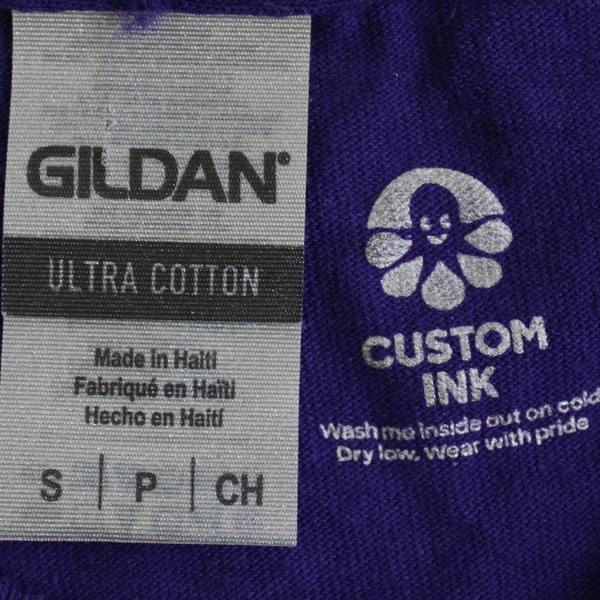 GILDAN®
ULTRA COTTON
Made in Haiti
Fabriqué en Haïti
Hecho en Haití
S | P | CH
CUSTOM
INK
Wash me inside out on cold
Dry low, Wear with pride